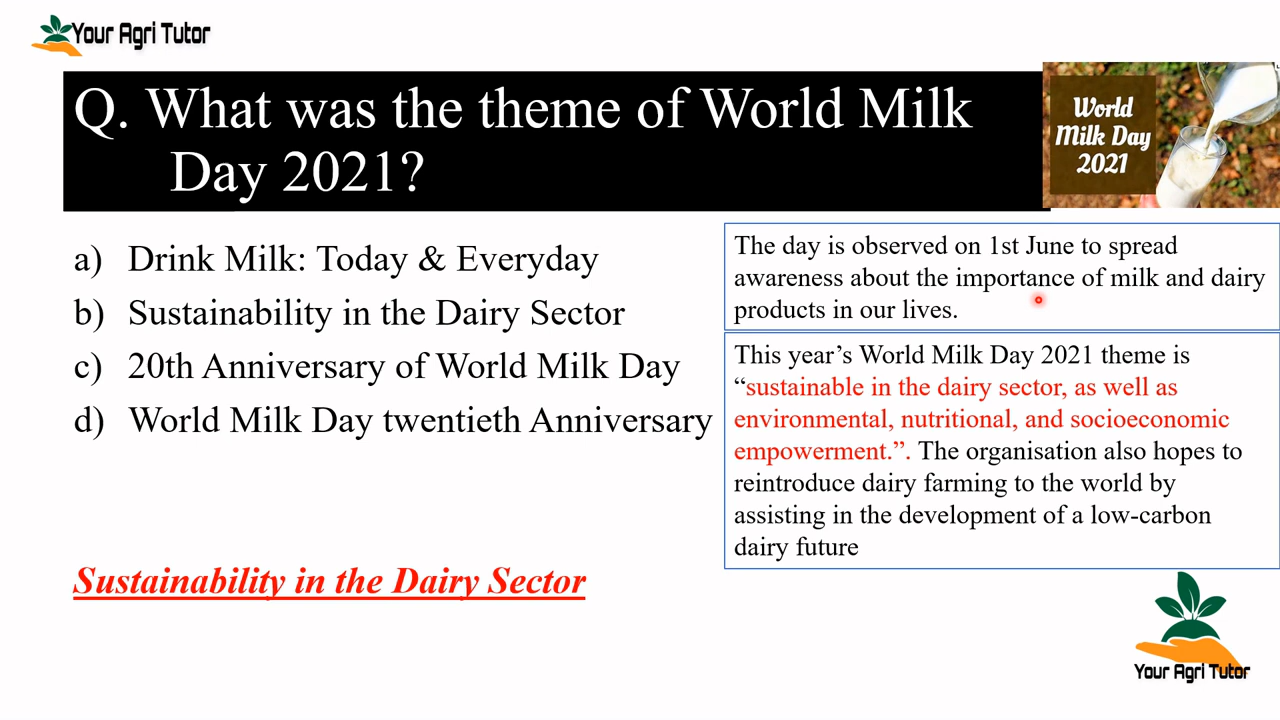 Your Agri Tutor
Q. What was the theme of World Milk
Day 2021?
World
Milk Day
2021
a) Drink Milk: Today & Everyday
b) Sustainability in the Dairy Sector
c) 20th Anniversary of World Milk Day
d) World Milk Day twentieth Anniversary
The day is observed on 1st June to spread
awareness about the importance of milk and dairy
products in our lives.
This year’s World Milk Day 2021 theme is
“sustainable in the dairy sector, as well as
environmental, nutritional, and socioeconomic
empowerment.”. The organisation also hopes to
reintroduce dairy farming to the world by
assisting in the development of a low-carbon
dairy future
Sustainability in the Dairy Sector
Your Agri Tutor